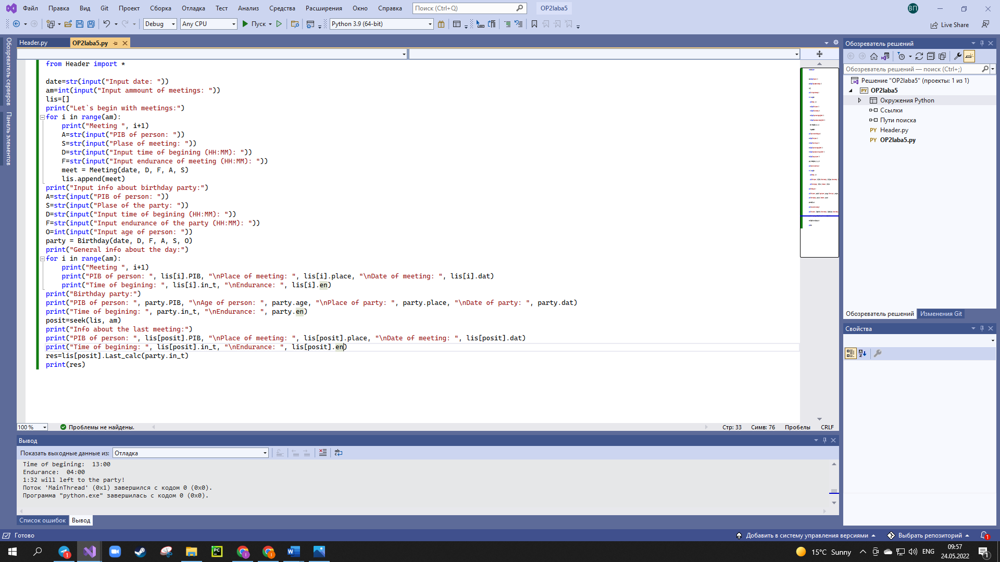 Файл Правка Вид Git Проект Сборка Отладка Тест Анализ Средства Расширения Окно Справка Поиск (Ctrl+Q) OP2laba5 ВП
Debug Any CPU Пуск Python 3.9 (64-bit) Live Share
Обозреватель серверов
Панель элементов
Header.py OP2laba5.py
from Header import *
date=str(input("Input date: "))
am=int(input("Input ammount of meetings: "))
lis=[]
print("Let`s begin with meetings:")
for i in range(am):
print("Meeting ", i+1)
A=str(input("PIB of person: "))
S=str(input("Plase of meeting: "))
D=str(input("Input time of begining (HH:MM): "))
F=str(input("Input endurance of meeting (HH:MM): "))
meet = Meeting(date, D, F, A, S)
lis.append(meet)
print("Input info about birthday party:")
A=str(input("PIB of person: "))
S=str(input("Plase of the party: "))
D=str(input("Input time of begining (HH:MM): "))
F=str(input("Input endurance of the party (HH:MM): "))
O=int(input("Input age of person: "))
party = Birthday(date, D, F, A, S, O)
print("General info about the day:")
for i in range(am):
print("Meeting ", i+1)
print("PIB of person: ", lis[i].PIB, "\nPlace of meeting: ", lis[i].place, "\nDate of meeting: ", lis[i].dat)
print("Time of begining: ", lis[i].in_t, "\nEndurance: ", lis[i].en)
print("Birthday party:")
print("PIB of person: ", party.PIB, "\nAge of person: ", party.age, "\nPlace of party: ", party.place, "\nDate of party: ", party.dat)
print("Time of begining: ", party.in_t, "\nEndurance: ", party.en)
posit=seek(lis, am)
print("Info about the last meeting:")
print("PIB of person: ", lis[posit].PIB, "\nPlace of meeting: ", lis[posit].place, "\nDate of meeting: ", lis[posit].dat)
print("Time of begining: ", lis[posit].in_t, "\nEndurance: ", lis[posit].en)
res=lis[posit].Last_calc(party.in_t)
print(res)
100 % Проблемы не найдены. Стр: 33 Симв: 76 Пробелы CRLF
Вывод
Показать выходные данные из: Отладка
Time of begining:  13:00
Endurance:  04:00
1:32 will left to the party!
Поток 'MainThread' (0x1) завершился с кодом 0 (0x0).
Программа "python.exe" завершилась с кодом 0 (0x0).
Список ошибок Вывод
Обозреватель решений
Обозреватель решений — поиск (Ctrl+;)
Решение "OP2laba5" (проекты: 1 из 1)
PY OP2laba5
Окружения Python
Ссылки
Пути поиска
PY Header.py
PY OP2laba5.py
Обозреватель решений Изменения Git
Свойства
Готово Добавить в систему управления версиями Выбрать репозиторий 1
1 PC 15°C Sunny ENG 09:57
24.05.2022 1